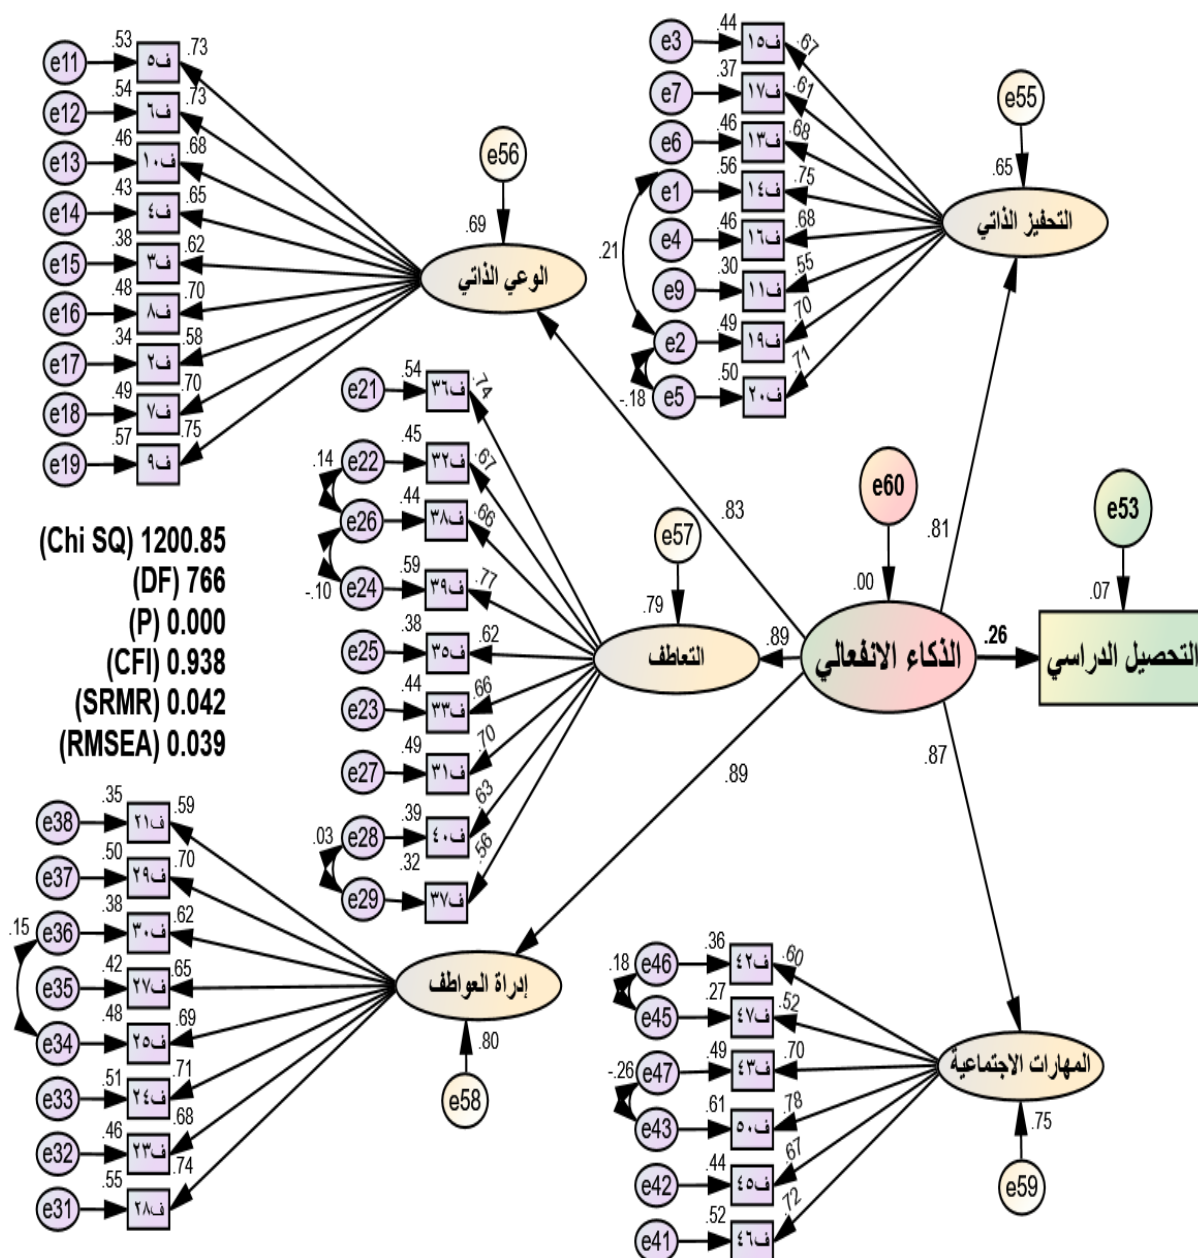 e11 .53 ف٥ .73
e12 .54 ف٦ .73
e13 .46 ف١٠ .68
e14 .43 ف٤ .65
e15 .38 ف٣ .62
e16 .48 ف٨ .70
e17 .34 ف٢ .58
e18 .49 ف٧ .70
e19 .57 ف٩ .75
e56
.69
الوعي الذاتي
e3 .44 ف١٥ .67
e7 .37 ف١٧ .61
e6 .46 ف١٣ .68
e1 .56 ف١٤ .75
e4 .46 ف١٦ .68
e9 .30 ف١١ .55
e2 .49 ف١٩ .70
e5 .50 ف٢٠ .71
.21
-.18
e55
.65
التحفيز الذاتي
(Chi SQ) 1200.85
(DF) 766
(P) 0.000
(CFI) 0.938
(SRMR) 0.042
(RMSEA) 0.039
e21 .54 ف٣٦ .74
e22 .45 ف٣٢ .67
e26 .44 ف٣٨ .66
e24 .59 ف٣٩ .77
e25 .38 ف٣٥ .62
e23 .44 ف٣٣ .66
e27 .49 ف٣١ .70
e28 .39 ف٤٠ .63
e29 .32 ف٣٧ .56
.14
-.10
.03
e57
.79
التعاطف
.83
.81
.89
.89
.87
e60
.00
الذكاء الانفعالي
.26
e53
.07
التحصيل الدراسي
e38 .35 ف٢١ .59
e37 .50 ف٢٩ .70
e36 .38 ف٣٠ .62
e35 .42 ف٢٧ .65
e34 .48 ف٢٥ .69
e33 .51 ف٢٤ .71
e32 .46 ف٢٣ .68
e31 .55 ف٢٨ .74
.15
إدراة العواطف
.80
e58
e46 .36 ف٤٢ .60
e45 .27 ف٤٧ .52
e47 .49 ف٤٣ .70
e43 .61 ف٥٠ .78
e42 .44 ف٤٥ .67
e41 .52 ف٤٦ .72
.18
-.26
المهارات الاجتماعية
.75
e59